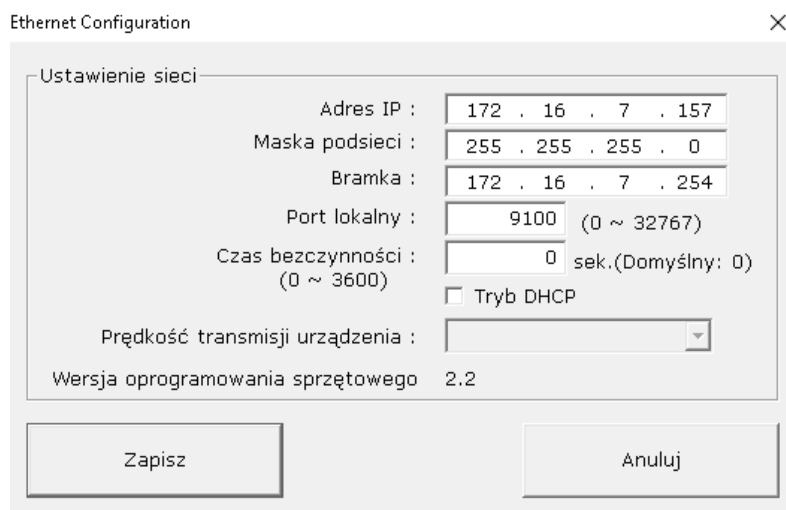 Ethernet Configuration
Ustawienie sieci
Adres IP : 172 . 16 . 7 . 157
Maska podsieci : 255 . 255 . 255 . 0
Bramka : 172 . 16 . 7 . 254
Port lokalny : 9100 (0 ~ 32767)
Czas bezczynności : 0 sek.(Domyślny: 0)
(0 ~ 3600)
Tryb DHCP
Prędkość transmisji urządzenia :
Wersja oprogramowania sprzętowego 2.2
Zapisz Anuluj